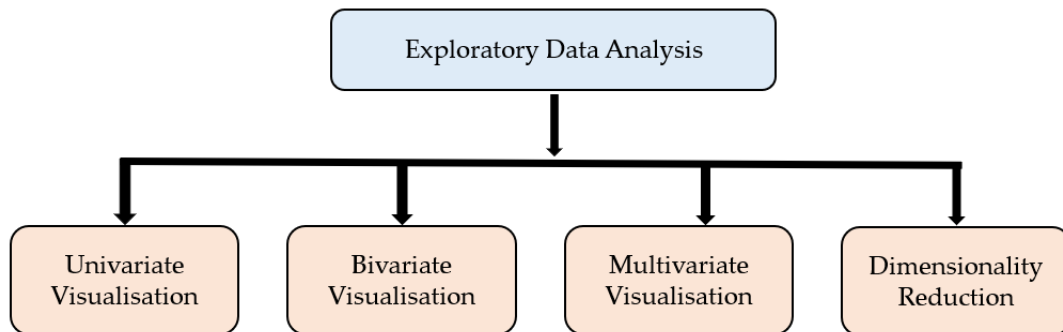 Exploratory Data Analysis
Univariate
Visualisation
Bivariate
Visualisation
Multivariate
Visualisation
Dimensionality
Reduction